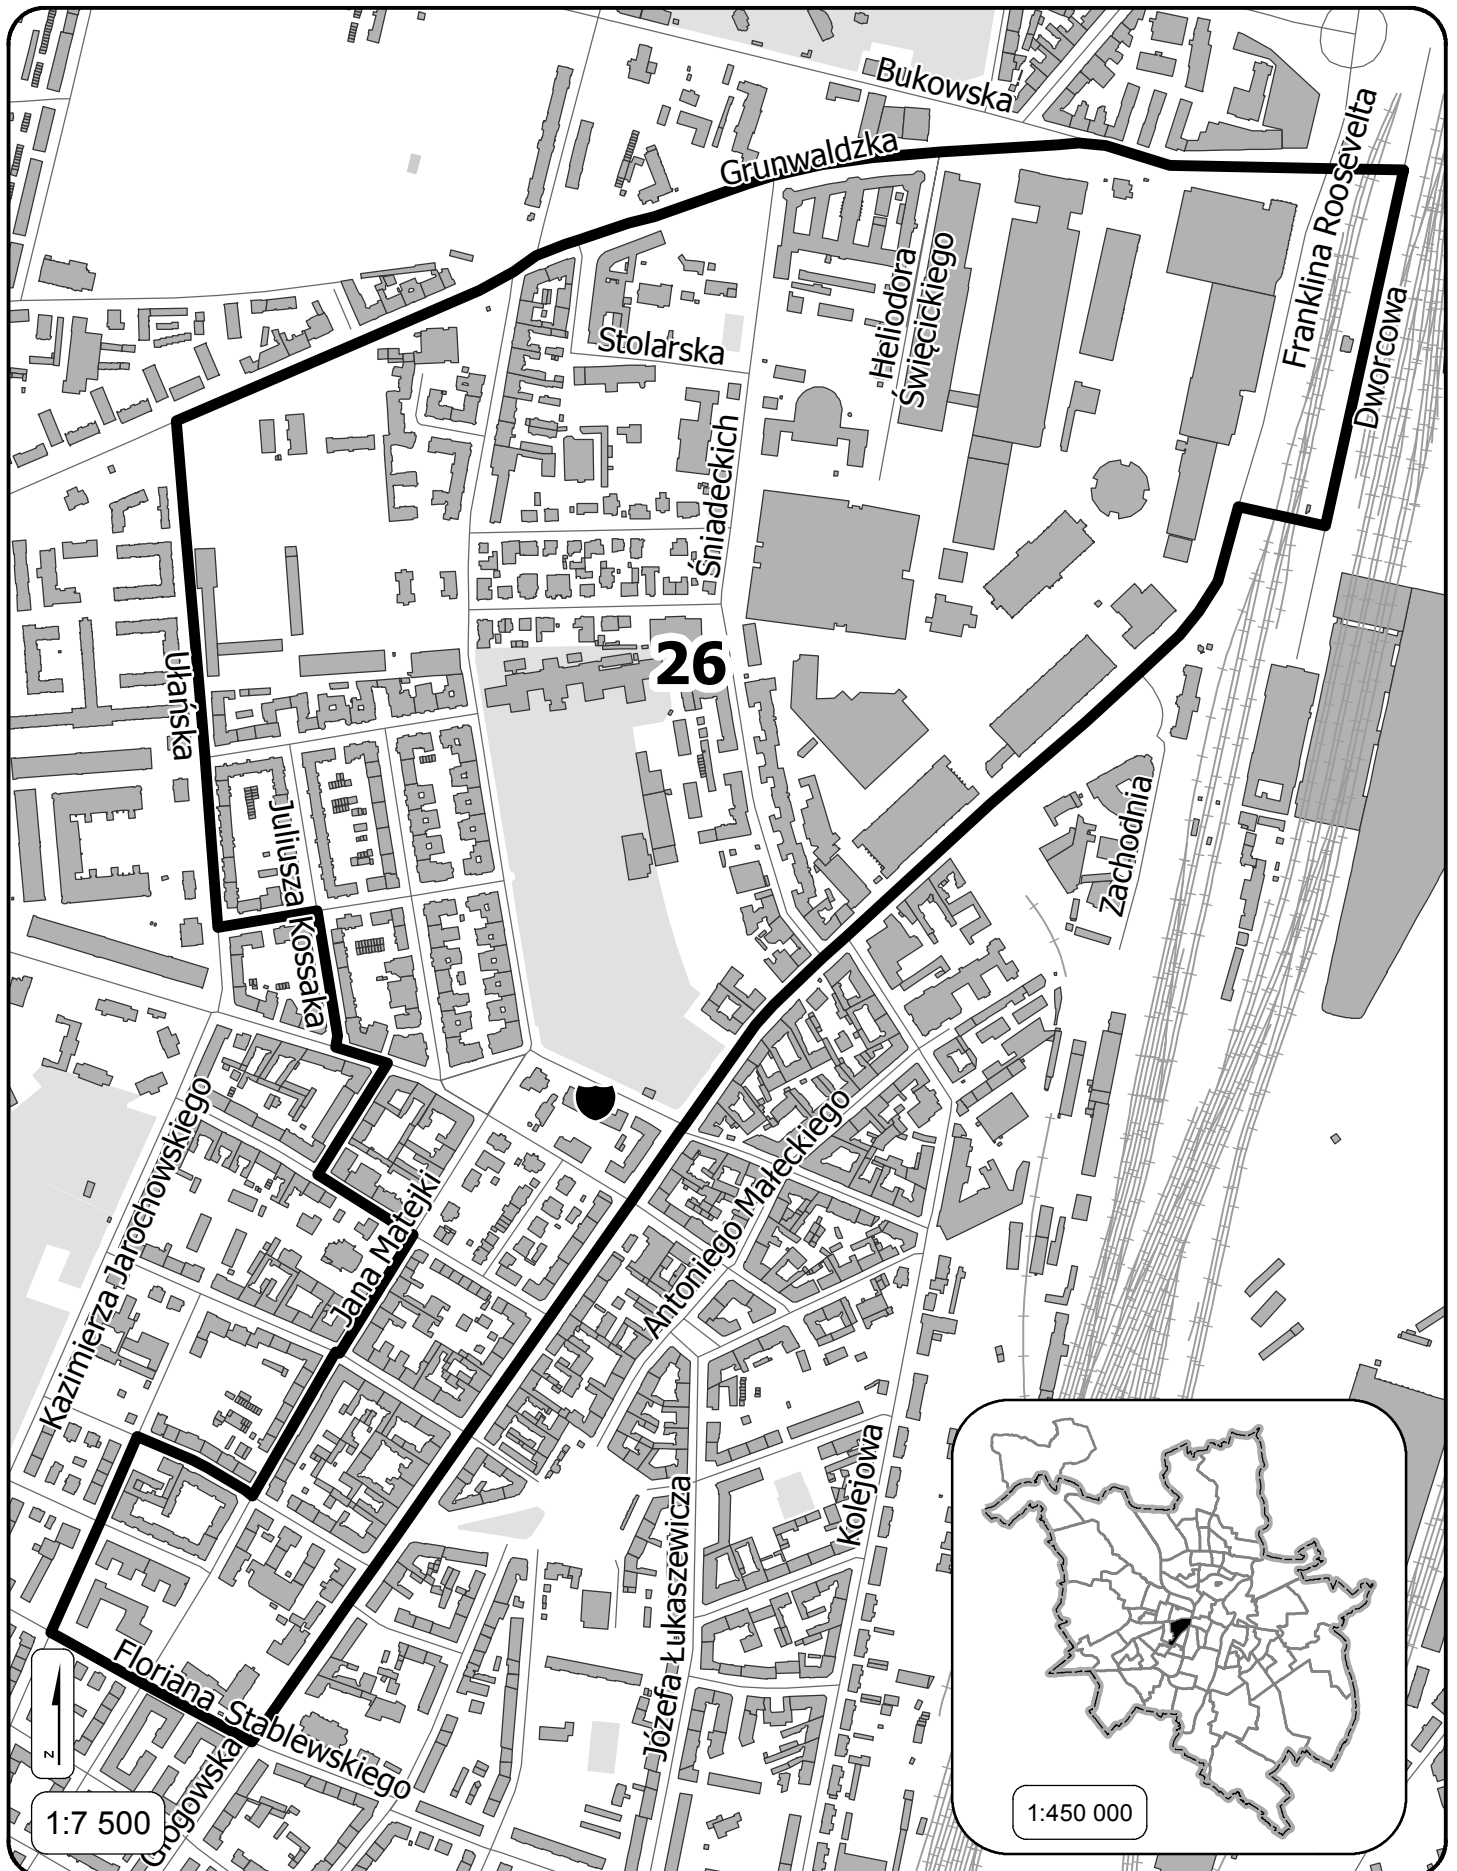 Bukowska
Grunwaldzka
Franklina Roosevelta
Heliodora
Święcickiego
Dworcowa
Stolarska
Śniadeckich
26
Ułańska
Juliusza Kossaka
Zachodnia
Kazimierza Jarochowskiego
Antoniego Małeckiego
Jana Matejki
Kolejowa
Józefa Łukaszewicza
Floriana Stablewskiego
Głogowska
N
1:7 500
1:450 000